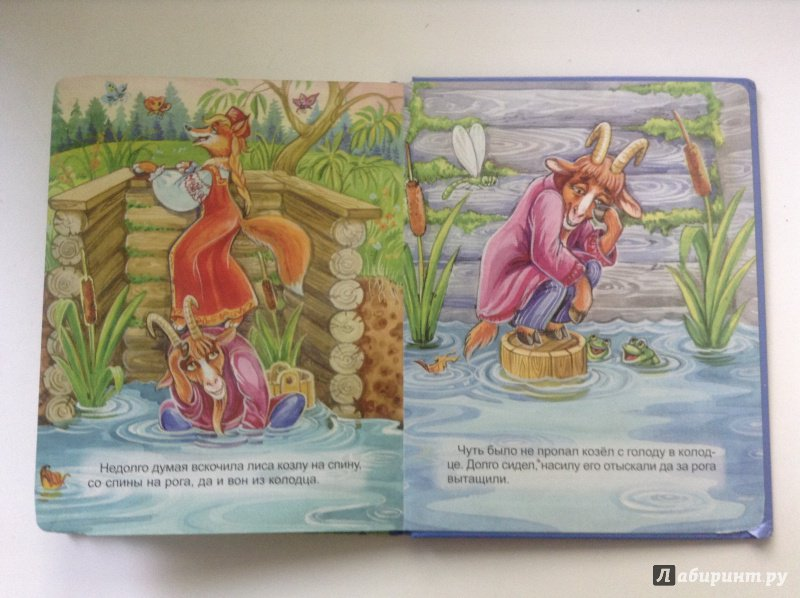 Недолго думая вскочила лиса козлу на спину,
со спины на рога, да и вон из колодца.
Чуть было не пропал козёл с голоду в колод-
це. Долго сидел, насилу его отыскали да за рога
вытащили.
Лабиринт.ру